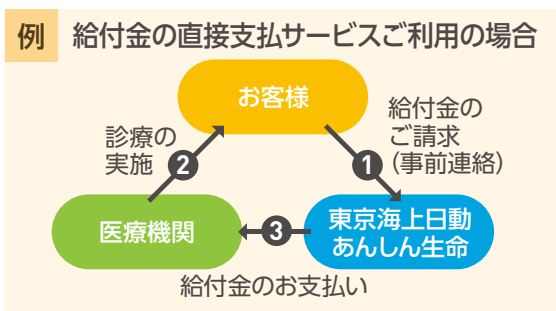 例 給付金の直接支払サービスご利用の場合
お客様
給付金の
ご請求
（事前連絡）
診療の
実施
2
1
医療機関
3
東京海上日動
あんしん生命
給付金のお支払い